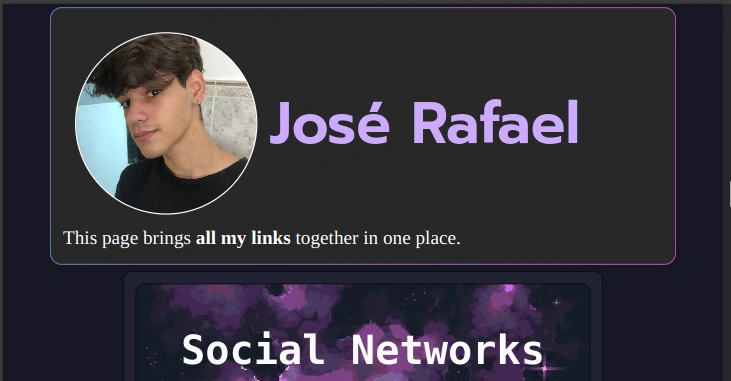 José Rafael
This page brings all my links together in one place.
Social Networks